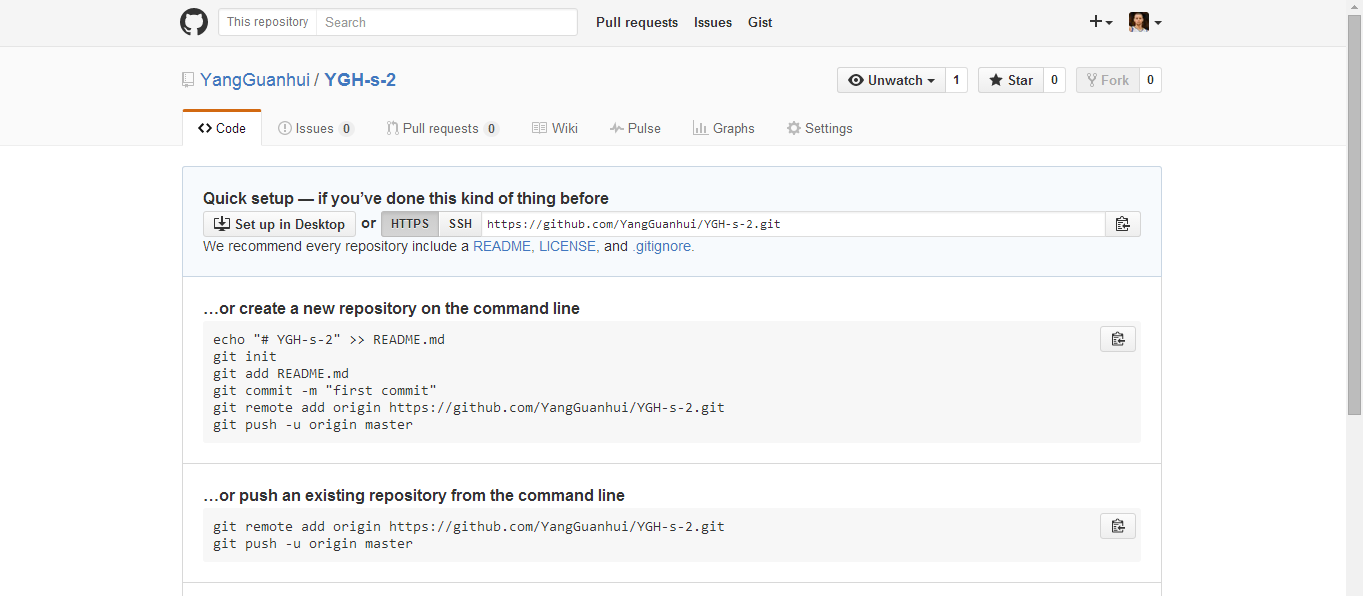 This repository Search Pull requests Issues Gist
YangGuanhui / YGH-s-2 Unwatch 1 Star 0 Fork 0
Code Issues 0 Pull requests 0 Wiki Pulse Graphs Settings
Quick setup — if you’ve done this kind of thing before
Set up in Desktop or HTTPS SSH https://github.com/YangGuanhui/YGH-s-2.git
We recommend every repository include a README, LICENSE, and .gitignore.
…or create a new repository on the command line
echo "# YGH-s-2" >> README.md
git init
git add README.md
git commit -m "first commit"
git remote add origin https://github.com/YangGuanhui/YGH-s-2.git
git push -u origin master
…or push an existing repository from the command line
git remote add origin https://github.com/YangGuanhui/YGH-s-2.git
git push -u origin master